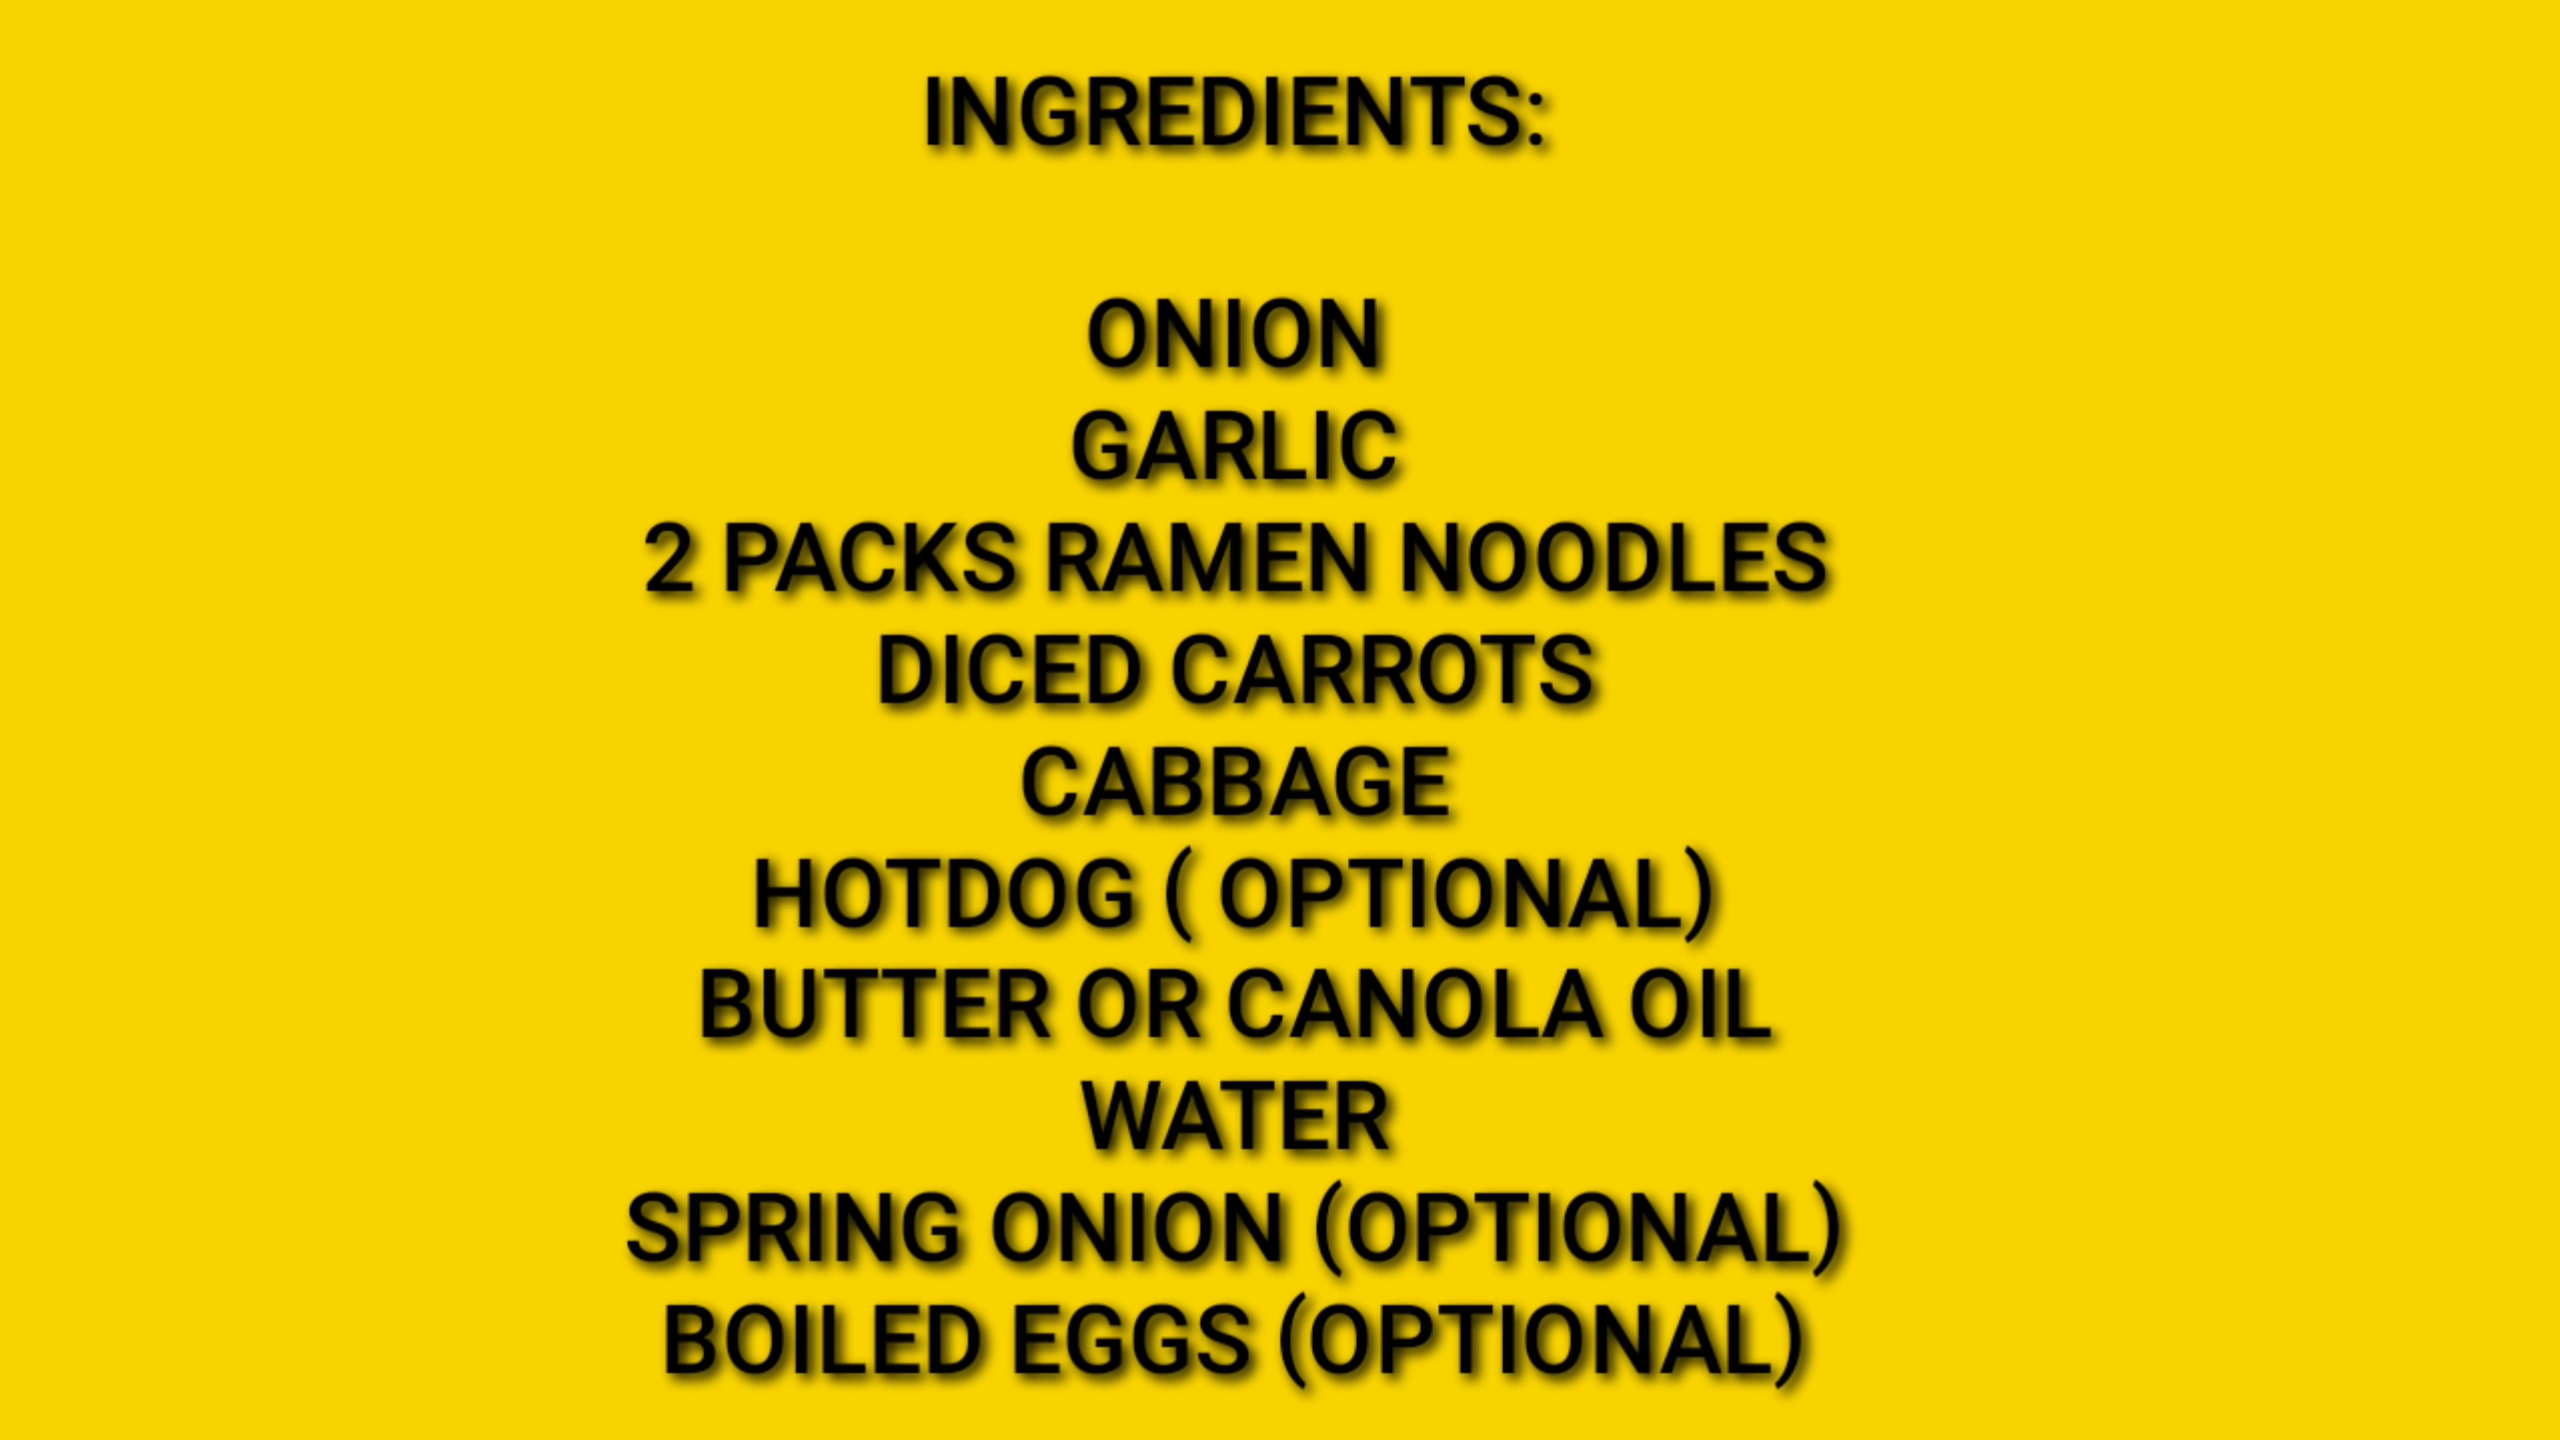 INGREDIENTS:
ONION
GARLIC
2 PACKS RAMEN NOODLES
DICED CARROTS
CABBAGE
HOTDOG ( OPTIONAL)
BUTTER OR CANOLA OIL
WATER
SPRING ONION (OPTIONAL)
BOILED EGGS (OPTIONAL)